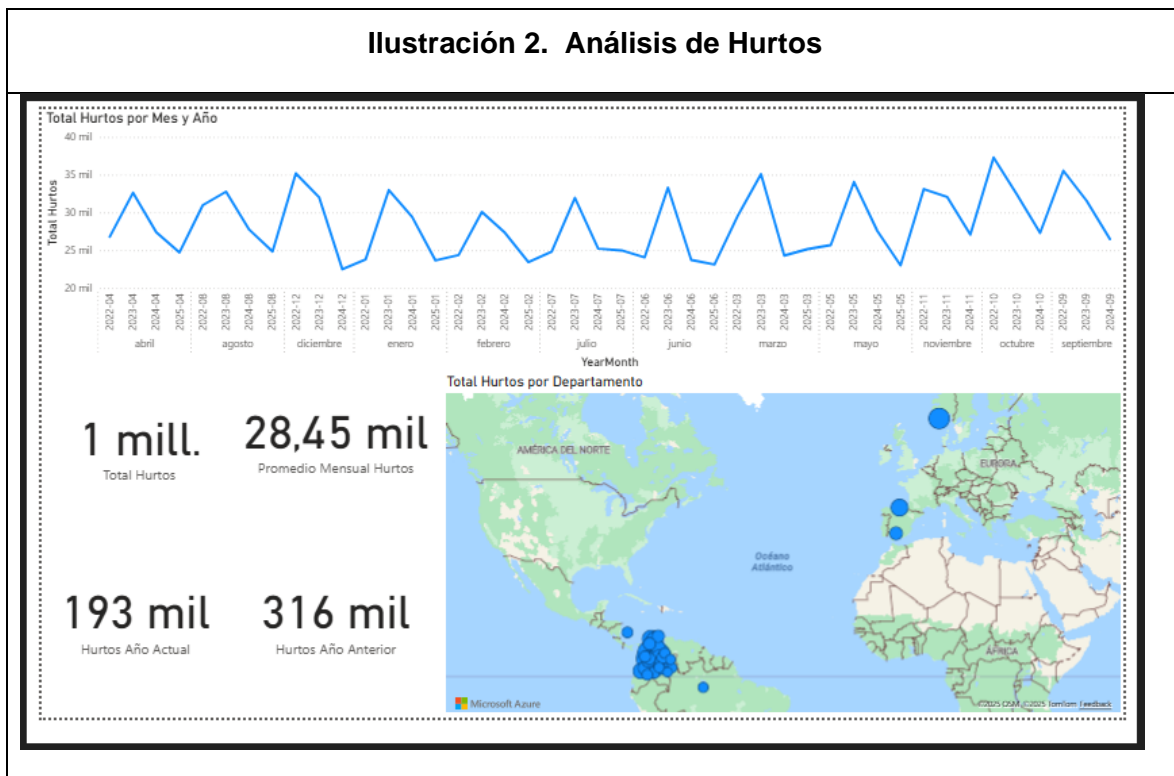 Ilustración 2. Análisis de Hurtos
Total Hurtos por Mes y Año
Total Hurtos
40 mil
35 mil
30 mil
25 mil
20 mil
2022-04 2023-04 2024-04 2025-04 2022-08 2023-08 2024-08 2025-08 2022-12 2023-12 2024-12 2022-01 2023-01 2024-01 2025-01 2022-02 2023-02 2024-02 2025-02 2022-07 2023-07 2024-07 2025-07 2022-06 2023-06 2024-06 2025-06 2022-03 2023-03 2024-03 2025-03 2022-05 2023-05 2024-05 2025-05 2022-11 2023-11 2024-11 2022-10 2023-10 2024-10 2022-09 2023-09 2024-09
abril agosto diciembre enero febrero julio junio marzo mayo noviembre octubre septiembre
YearMonth
1 mill.
Total Hurtos
28,45 mil
Promedio Mensual Hurtos
193 mil
Hurtos Año Actual
316 mil
Hurtos Año Anterior
Total Hurtos por Departamento
AMÉRICA DEL NORTE
EUROPA
Océano
Atlántico
ÁFRICA
Microsoft Azure
©2025 OSM, ©2025 TomTom Feedback